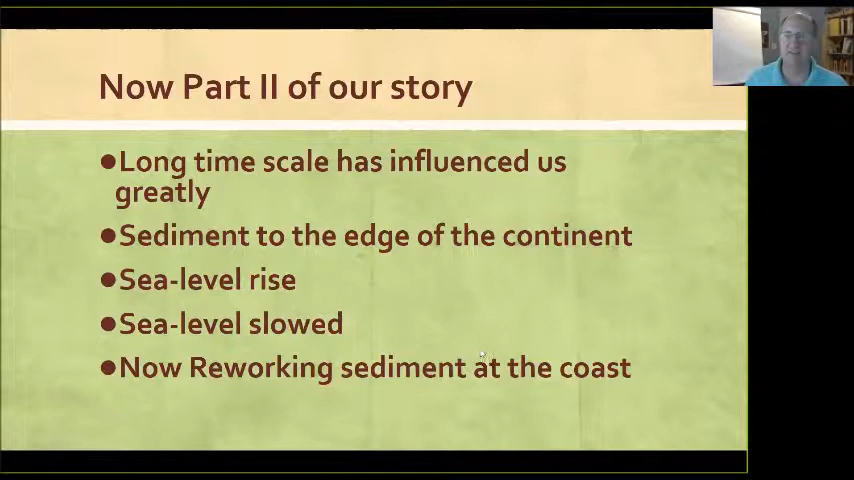 Now Part II of our story
●Long time scale has influenced us
greatly
●Sediment to the edge of the continent
●Sea-level rise
●Sea-level slowed
●Now Reworking sediment at the coast